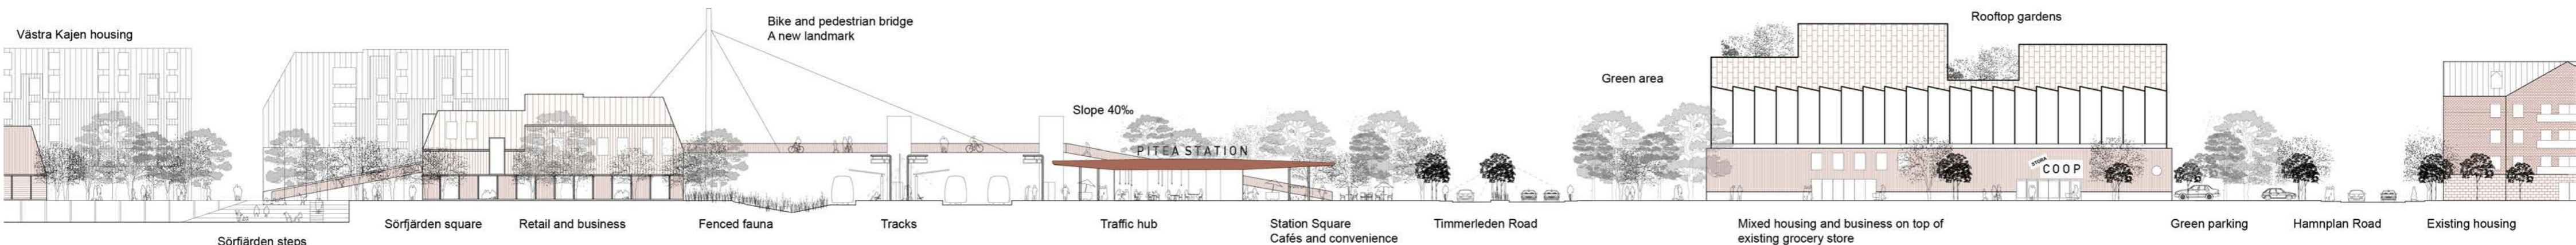 Västra Kajen housing
Bike and pedestrian bridge
A new landmark
Slope 40‰
PITEA STATION
Green area
Rooftop gardens
STORA
COOP
Sörfjärden steps
Sörfjärden square
Retail and business
Fenced fauna
Tracks
Traffic hub
Station Square
Cafés and convenience
Timmerleden Road
Mixed housing and business on top of
existing grocery store
Green parking
Hamnplan Road
Existing housing